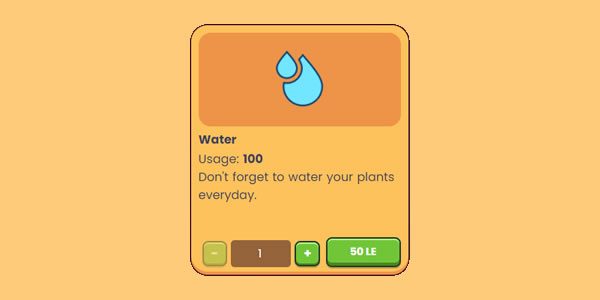 Water
Usage: 100
Don't forget to water your plants
everyday.
- 1 + 50 LE